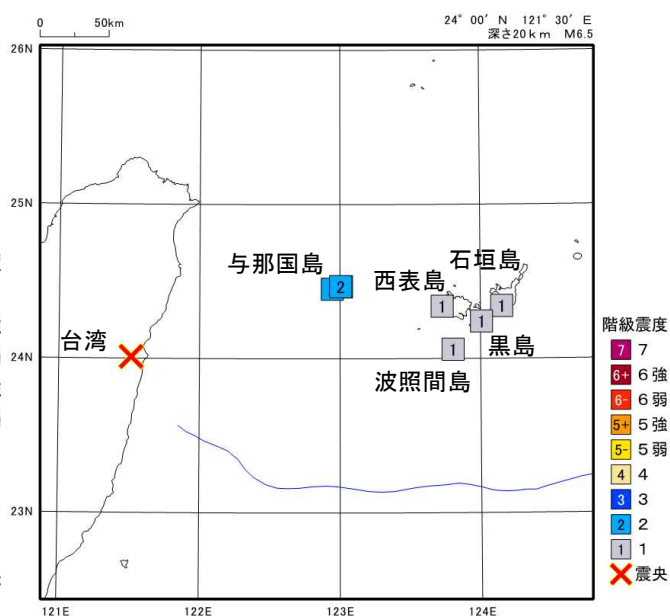 0 50km
24° 00′ N 121° 30′ E
深さ20km M6.5
26N
25N
与那国島
2
西表島
1
石垣島
1
1
黒島
台湾
24N
1
波照間島
23N
121E 122E 123E 124E
階級震度
7 7
6+ 6強
6- 6弱
5+ 5強
5- 5弱
4 4
3 3
2 2
1 1
震央